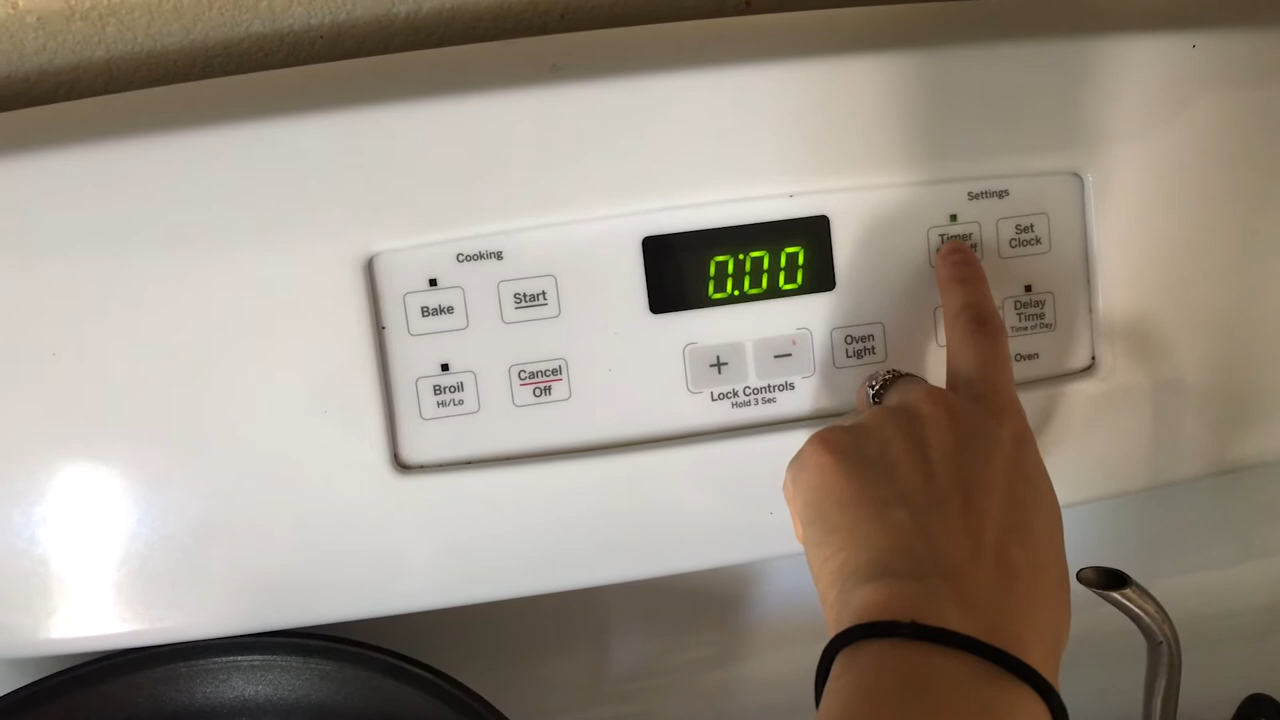 Cooking
Bake
Start
Broil
Hi/Lo
Cancel
Off
0:00
+
−
Lock Controls
Hold 3 Sec
Oven
Light
Settings
Timer
Set
Clock
Delay
Time
Time of Day
Oven